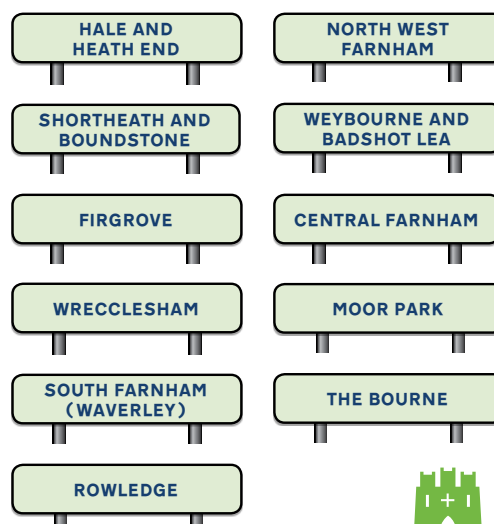 HALE AND
HEATH END
NORTH WEST
FARNHAM
SHORTHEATH AND
BOUNDSTONE
WEYBOURNE AND
BADSHOT LEA
FIRGROVE
CENTRAL FARNHAM
WRECCLESHAM
MOOR PARK
SOUTH FARNHAM
(WAVERLEY)
THE BOURNE
ROWLEDGE